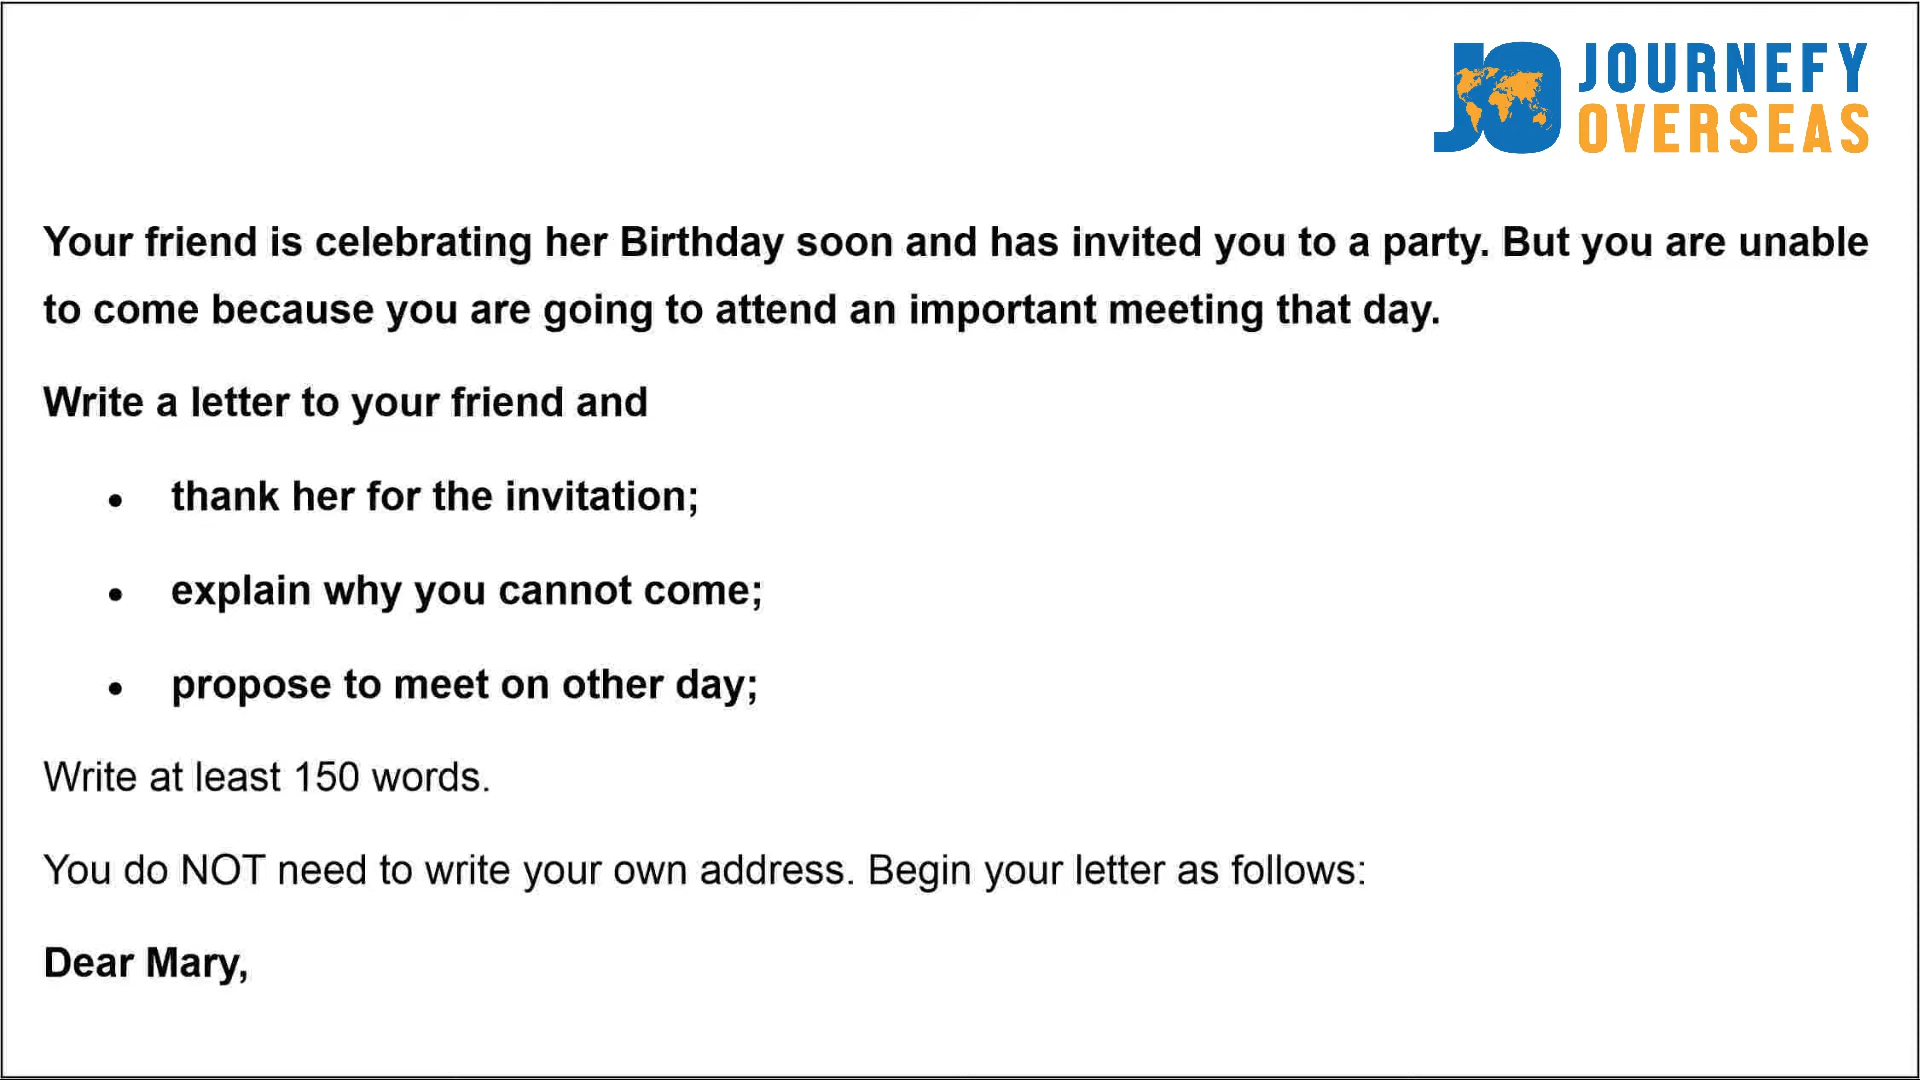 JOURNEFY
OVERSEAS
Your friend is celebrating her Birthday soon and has invited you to a party. But you are unable
to come because you are going to attend an important meeting that day.
Write a letter to your friend and
• thank her for the invitation;
• explain why you cannot come;
• propose to meet on other day;
Write at least 150 words.
You do NOT need to write your own address. Begin your letter as follows:
Dear Mary,